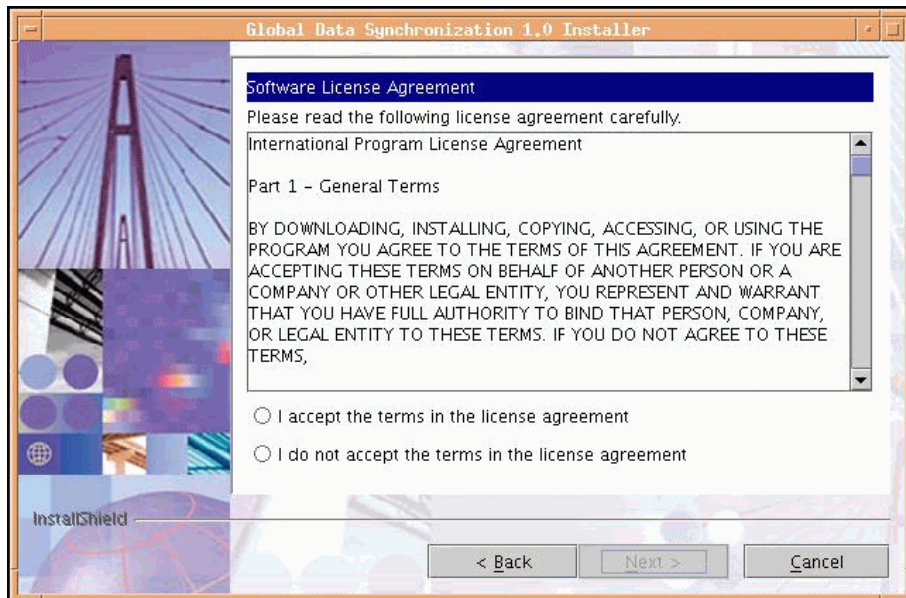 Global Data Synchronization 1.0 Installer
Software License Agreement
Please read the following license agreement carefully.
International Program License Agreement
Part 1 - General Terms
BY DOWNLOADING, INSTALLING, COPYING, ACCESSING, OR USING THE
PROGRAM YOU AGREE TO THE TERMS OF THIS AGREEMENT. IF YOU ARE
ACCEPTING THESE TERMS ON BEHALF OF ANOTHER PERSON OR A
COMPANY OR OTHER LEGAL ENTITY, YOU REPRESENT AND WARRANT
THAT YOU HAVE FULL AUTHORITY TO BIND THAT PERSON, COMPANY,
OR LEGAL ENTITY TO THESE TERMS. IF YOU DO NOT AGREE TO THESE
TERMS,
I accept the terms in the license agreement
I do not accept the terms in the license agreement
InstallShield
< Back
Next >
Cancel